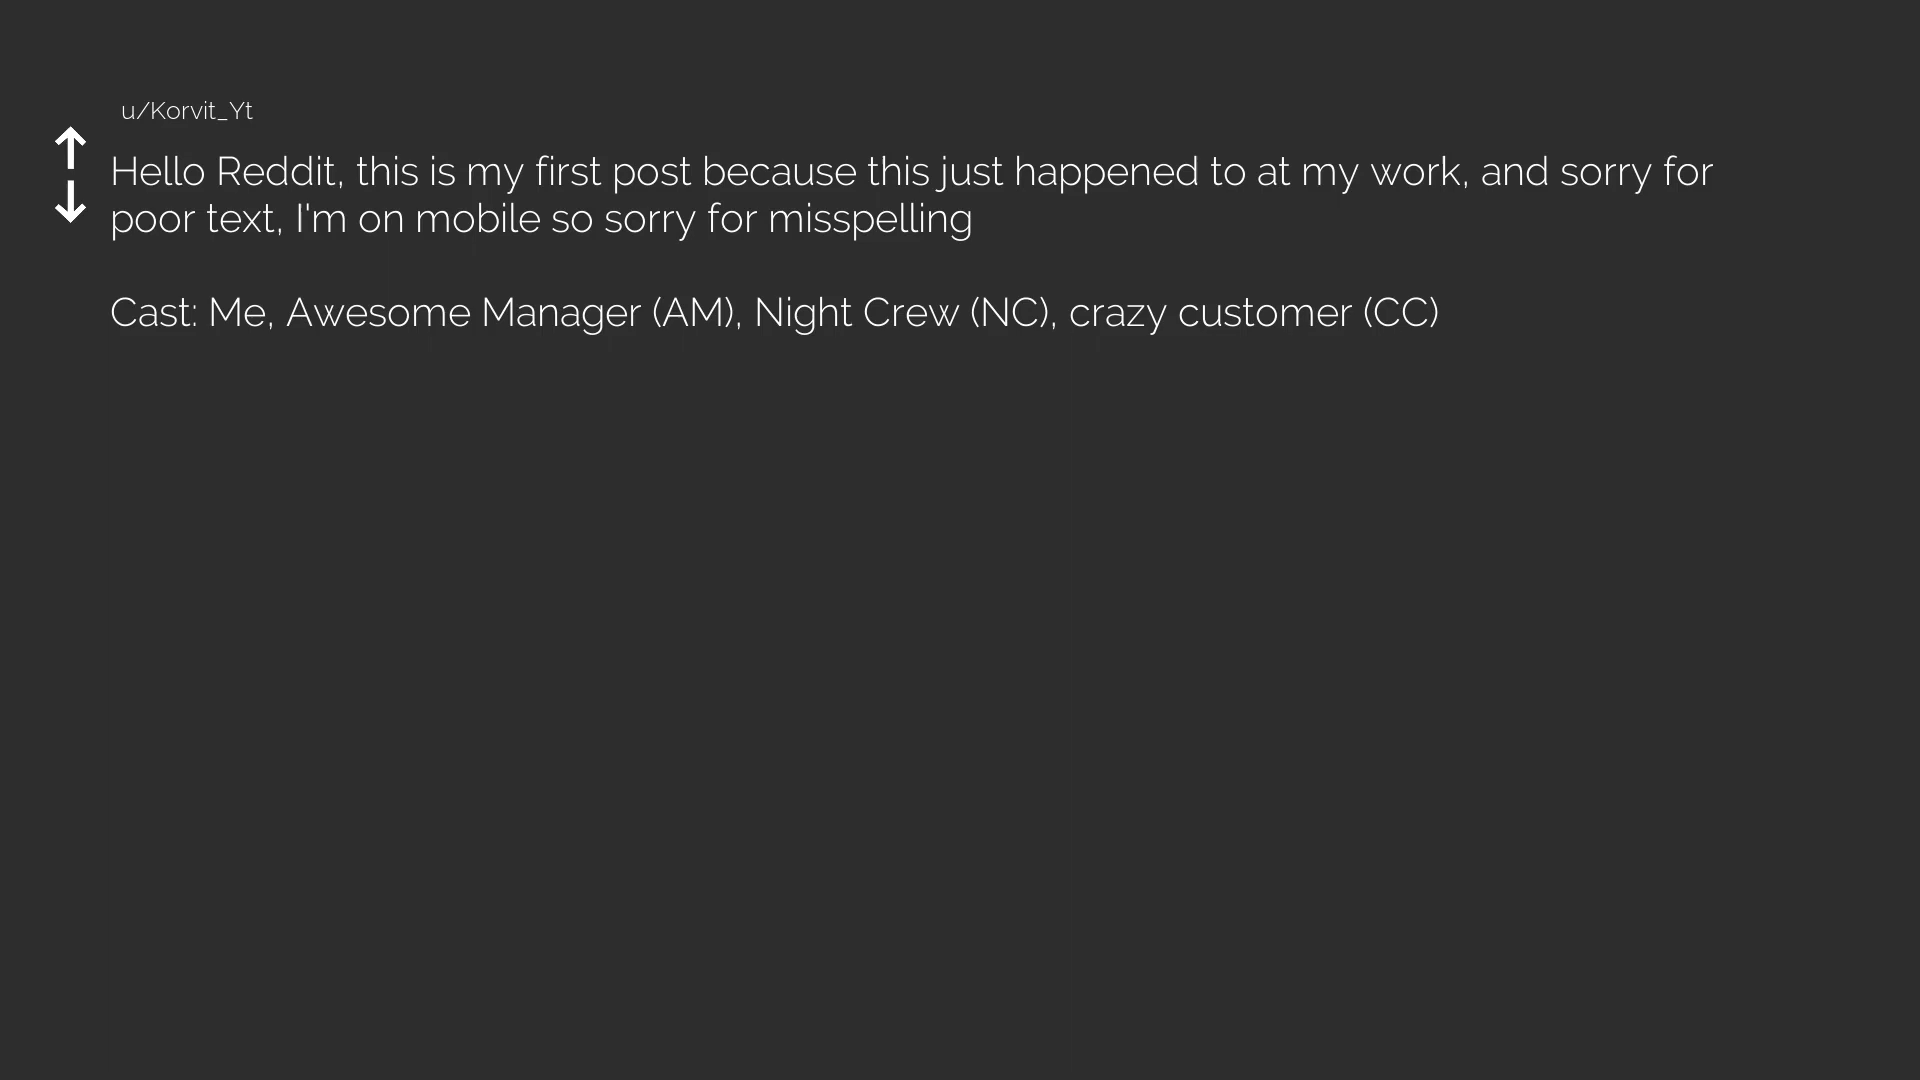 u/Korvit_Yt
Hello Reddit, this is my first post because this just happened to at my work, and sorry for
poor text, I'm on mobile so sorry for misspelling
Cast: Me, Awesome Manager (AM), Night Crew (NC), crazy customer (CC)